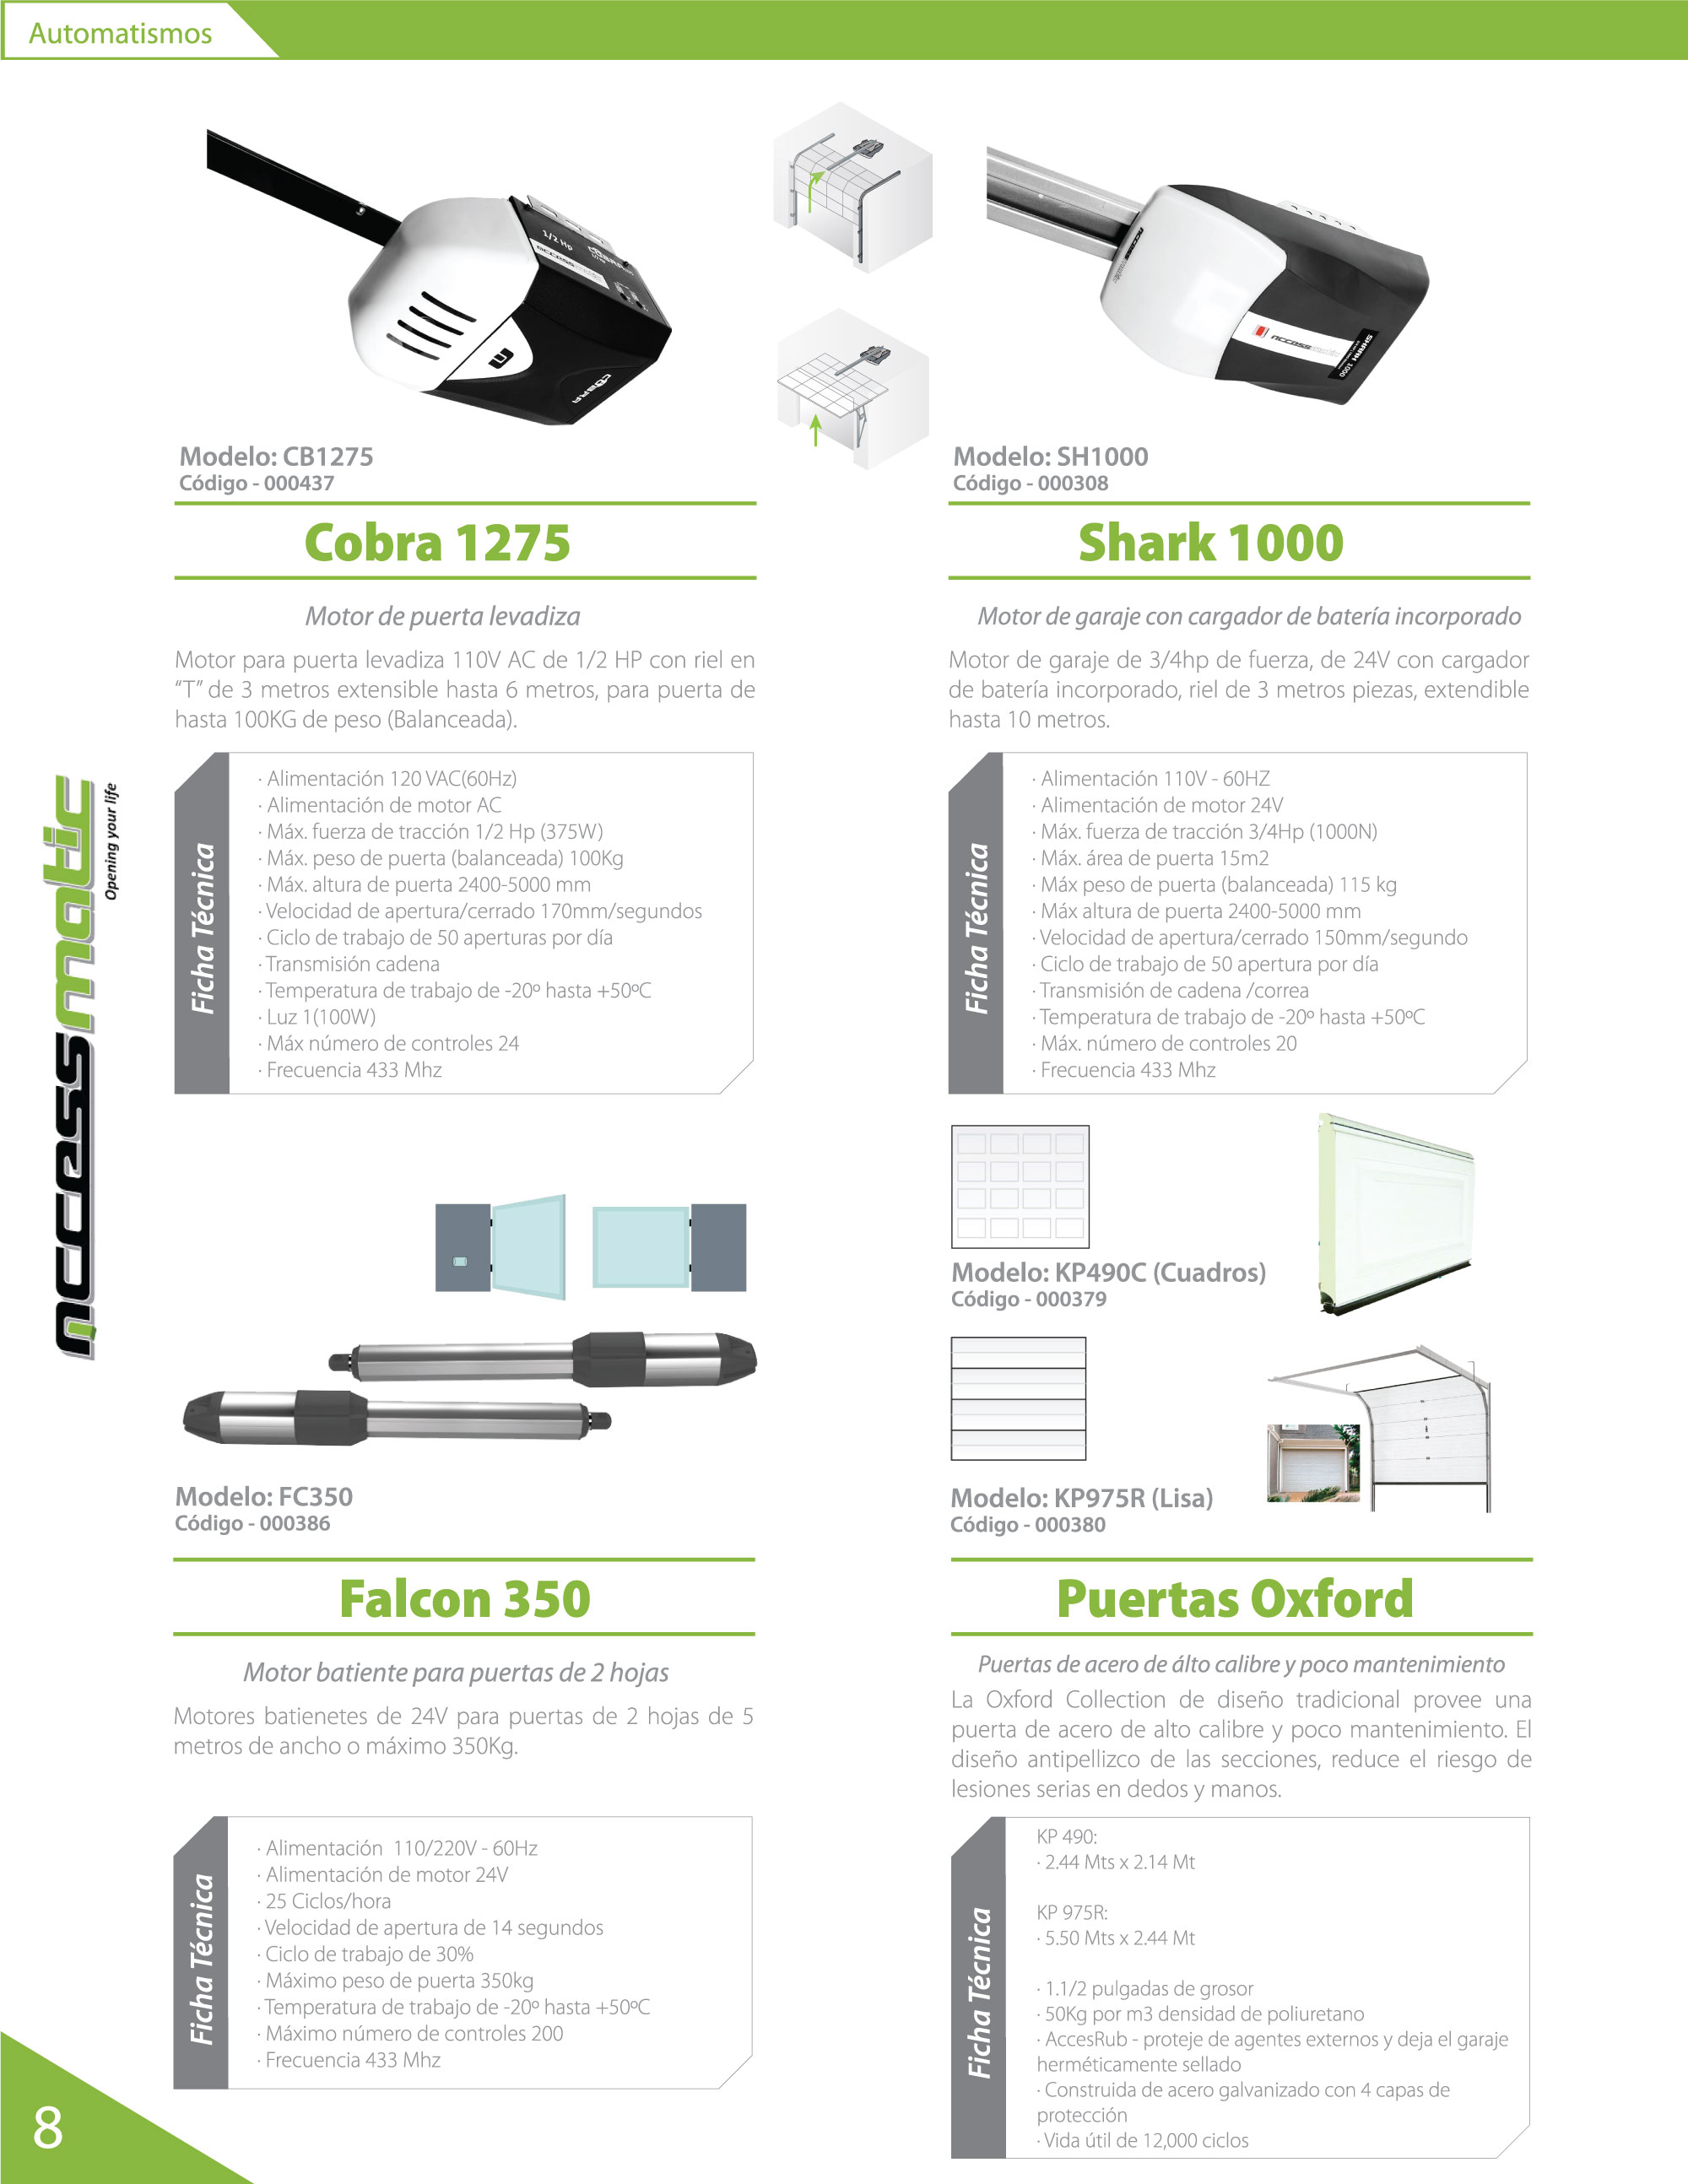 Automatismos
1/2 Hp
COBRA
accessmatic
COBRA
accessmatic
SHARK 1000
Modelo: CB1275
Código - 000437
Cobra 1275
Motor de puerta levadiza
Motor para puerta levadiza 110V AC de 1/2 HP con riel en
“T” de 3 metros extensible hasta 6 metros, para puerta de
hasta 100KG de peso (Balanceada).
Ficha Técnica
· Alimentación 120 VAC(60Hz)
· Alimentación de motor AC
· Máx. fuerza de tracción 1/2 Hp (375W)
· Máx. peso de puerta (balanceada) 100Kg
· Máx. altura de puerta 2400-5000 mm
· Velocidad de apertura/cerrado 170mm/segundos
· Ciclo de trabajo de 50 aperturas por día
· Transmisión cadena
· Temperatura de trabajo de -20º hasta +50ºC
· Luz 1(100W)
· Máx número de controles 24
· Frecuencia 433 Mhz
Modelo: SH1000
Código - 000308
Shark 1000
Motor de garaje con cargador de batería incorporado
Motor de garaje de 3/4hp de fuerza, de 24V con cargador
de batería incorporado, riel de 3 metros piezas, extendible
hasta 10 metros.
Ficha Técnica
· Alimentación 110V - 60HZ
· Alimentación de motor 24V
· Máx. fuerza de tracción 3/4Hp (1000N)
· Máx. área de puerta 15m2
· Máx peso de puerta (balanceada) 115 kg
· Máx altura de puerta 2400-5000 mm
· Velocidad de apertura/cerrado 150mm/segundo
· Ciclo de trabajo de 50 apertura por día
· Transmisión de cadena /correa
· Temperatura de trabajo de -20º hasta +50ºC
· Máx. número de controles 20
· Frecuencia 433 Mhz
accessmatic
Opening your life
Modelo: FC350
Código - 000386
Falcon 350
Motor batiente para puertas de 2 hojas
Motores batienetes de 24V para puertas de 2 hojas de 5
metros de ancho o máximo 350Kg.
Ficha Técnica
· Alimentación 110/220V - 60Hz
· Alimentación de motor 24V
· 25 Ciclos/hora
· Velocidad de apertura de 14 segundos
· Ciclo de trabajo de 30%
· Máximo peso de puerta 350kg
· Temperatura de trabajo de -20º hasta +50ºC
· Máximo número de controles 200
· Frecuencia 433 Mhz
Modelo: KP490C (Cuadros)
Código - 000379
Modelo: KP975R (Lisa)
Código - 000380
Puertas Oxford
Puertas de acero de álto calibre y poco mantenimiento
La Oxford Collection de diseño tradicional provee una
puerta de acero de alto calibre y poco mantenimiento. El
diseño antipellizco de las secciones, reduce el riesgo de
lesiones serias en dedos y manos.
Ficha Técnica
KP 490:
· 2.44 Mts x 2.14 Mt
KP 975R:
· 5.50 Mts x 2.44 Mt
· 1.1/2 pulgadas de grosor
· 50Kg por m3 densidad de poliuretano
· AccesRub - proteje de agentes externos y deja el garaje
herméticamente sellado
· Construida de acero galvanizado con 4 capas de
protección
· Vida útil de 12,000 ciclos
8